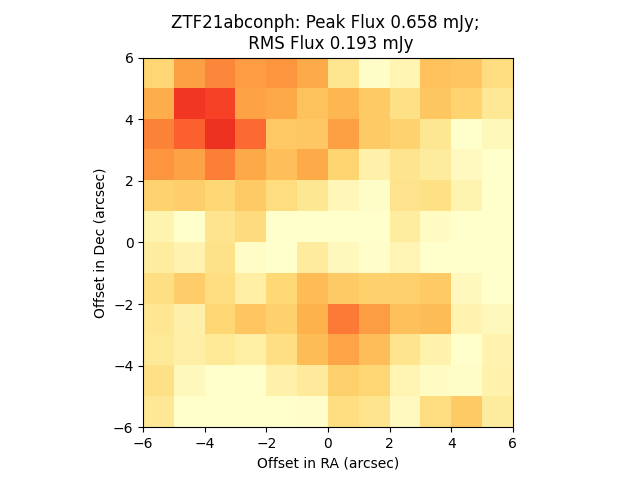 ZTF21abconph: Peak Flux 0.658 mJy;
RMS Flux 0.193 mJy
6
4
2
0
−2
−4
−6
Offset in Dec (arcsec)
−6 −4 −2 0 2 4 6
Offset in RA (arcsec)